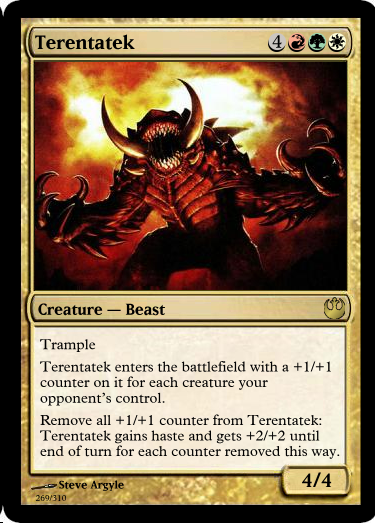 Terentatek 4
Creature — Beast
Trample
Terentatek enters the battlefield with a +1/+1
counter on it for each creature your
opponent's control.
Remove all +1/+1 counter from Terentatek:
Terentatek gains haste and gets +2/+2 until
end of turn for each counter removed this way.
Steve Argyle
269/310
4/4